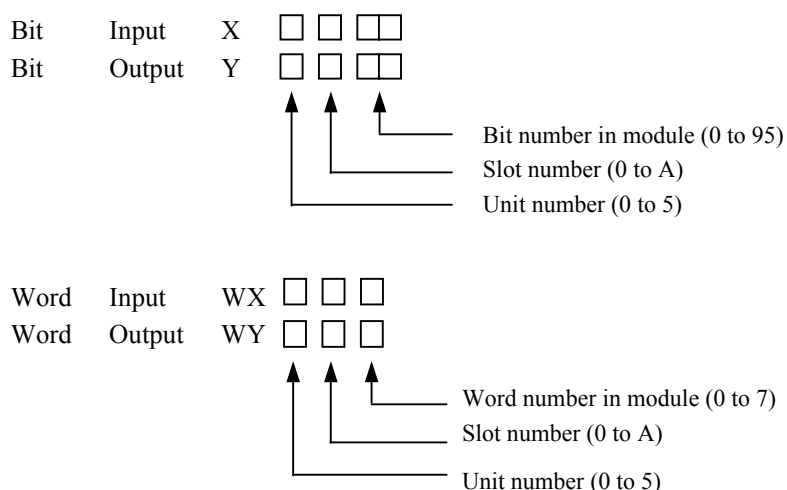 Bit Input X
Bit Output Y
Bit number in module (0 to 95)
Slot number (0 to A)
Unit number (0 to 5)
Word Input WX
Word Output WY
Word number in module (0 to 7)
Slot number (0 to A)
Unit number (0 to 5)